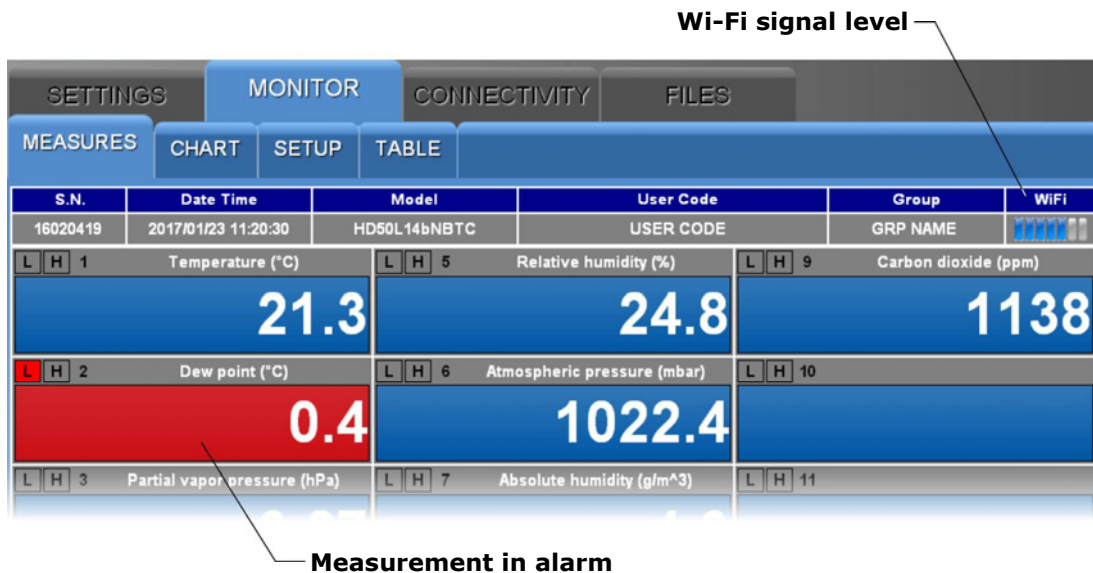 Wi-Fi signal level
SETTINGS MONITOR CONNECTIVITY FILES
MEASURES CHART SETUP TABLE
S.N. Date Time Model User Code Group WiFi
16020419 2017/01/23 11:20:30 HD50L14bNBTC USER CODE GRP NAME
L H 1 Temperature (°C) L H 5 Relative humidity (%) L H 9 Carbon dioxide (ppm)
21.3 24.8 1138
L H 2 Dew point (°C) L H 6 Atmospheric pressure (mbar) L H 10
0.4 1022.4
L H 3 Partial vapor pressure (hPa) L H 7 Absolute humidity (g/m^3) L H 11
Measurement in alarm